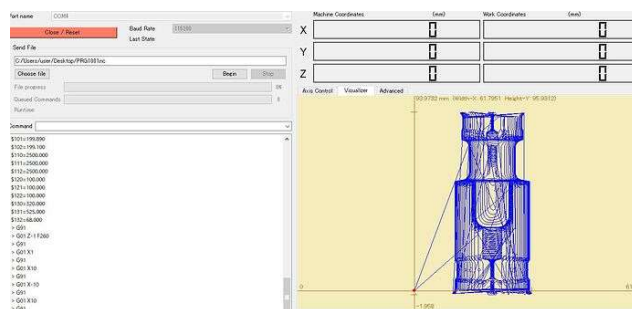 Port name COM8
Baud Rate 115200
Close / Reset
Last State
Send File
C:/Users/user/Desktop/PRG1001nc
Choose file
Begin
Stop
File progress 0%
Queued Commands 0
Runtime
Command
$101=199.890
$102=199.100
$110=2500.000
$111=2500.000
$112=2500.000
$120=100.000
$121=100.000
$122=100.000
$130=320.000
$131=525.000
$132=68.000
> G91
> G01 Z-1 F260
> G91
> G01 X1
> G91
> G01 X10
> G91
> G01 X-10
> G91
> G01 X10
> G91
Machine Coordinates (mm) Work Coordinates (mm)
X 0 0
Y 0 0
Z 0 0
Axis Control Visualizer Advanced
0